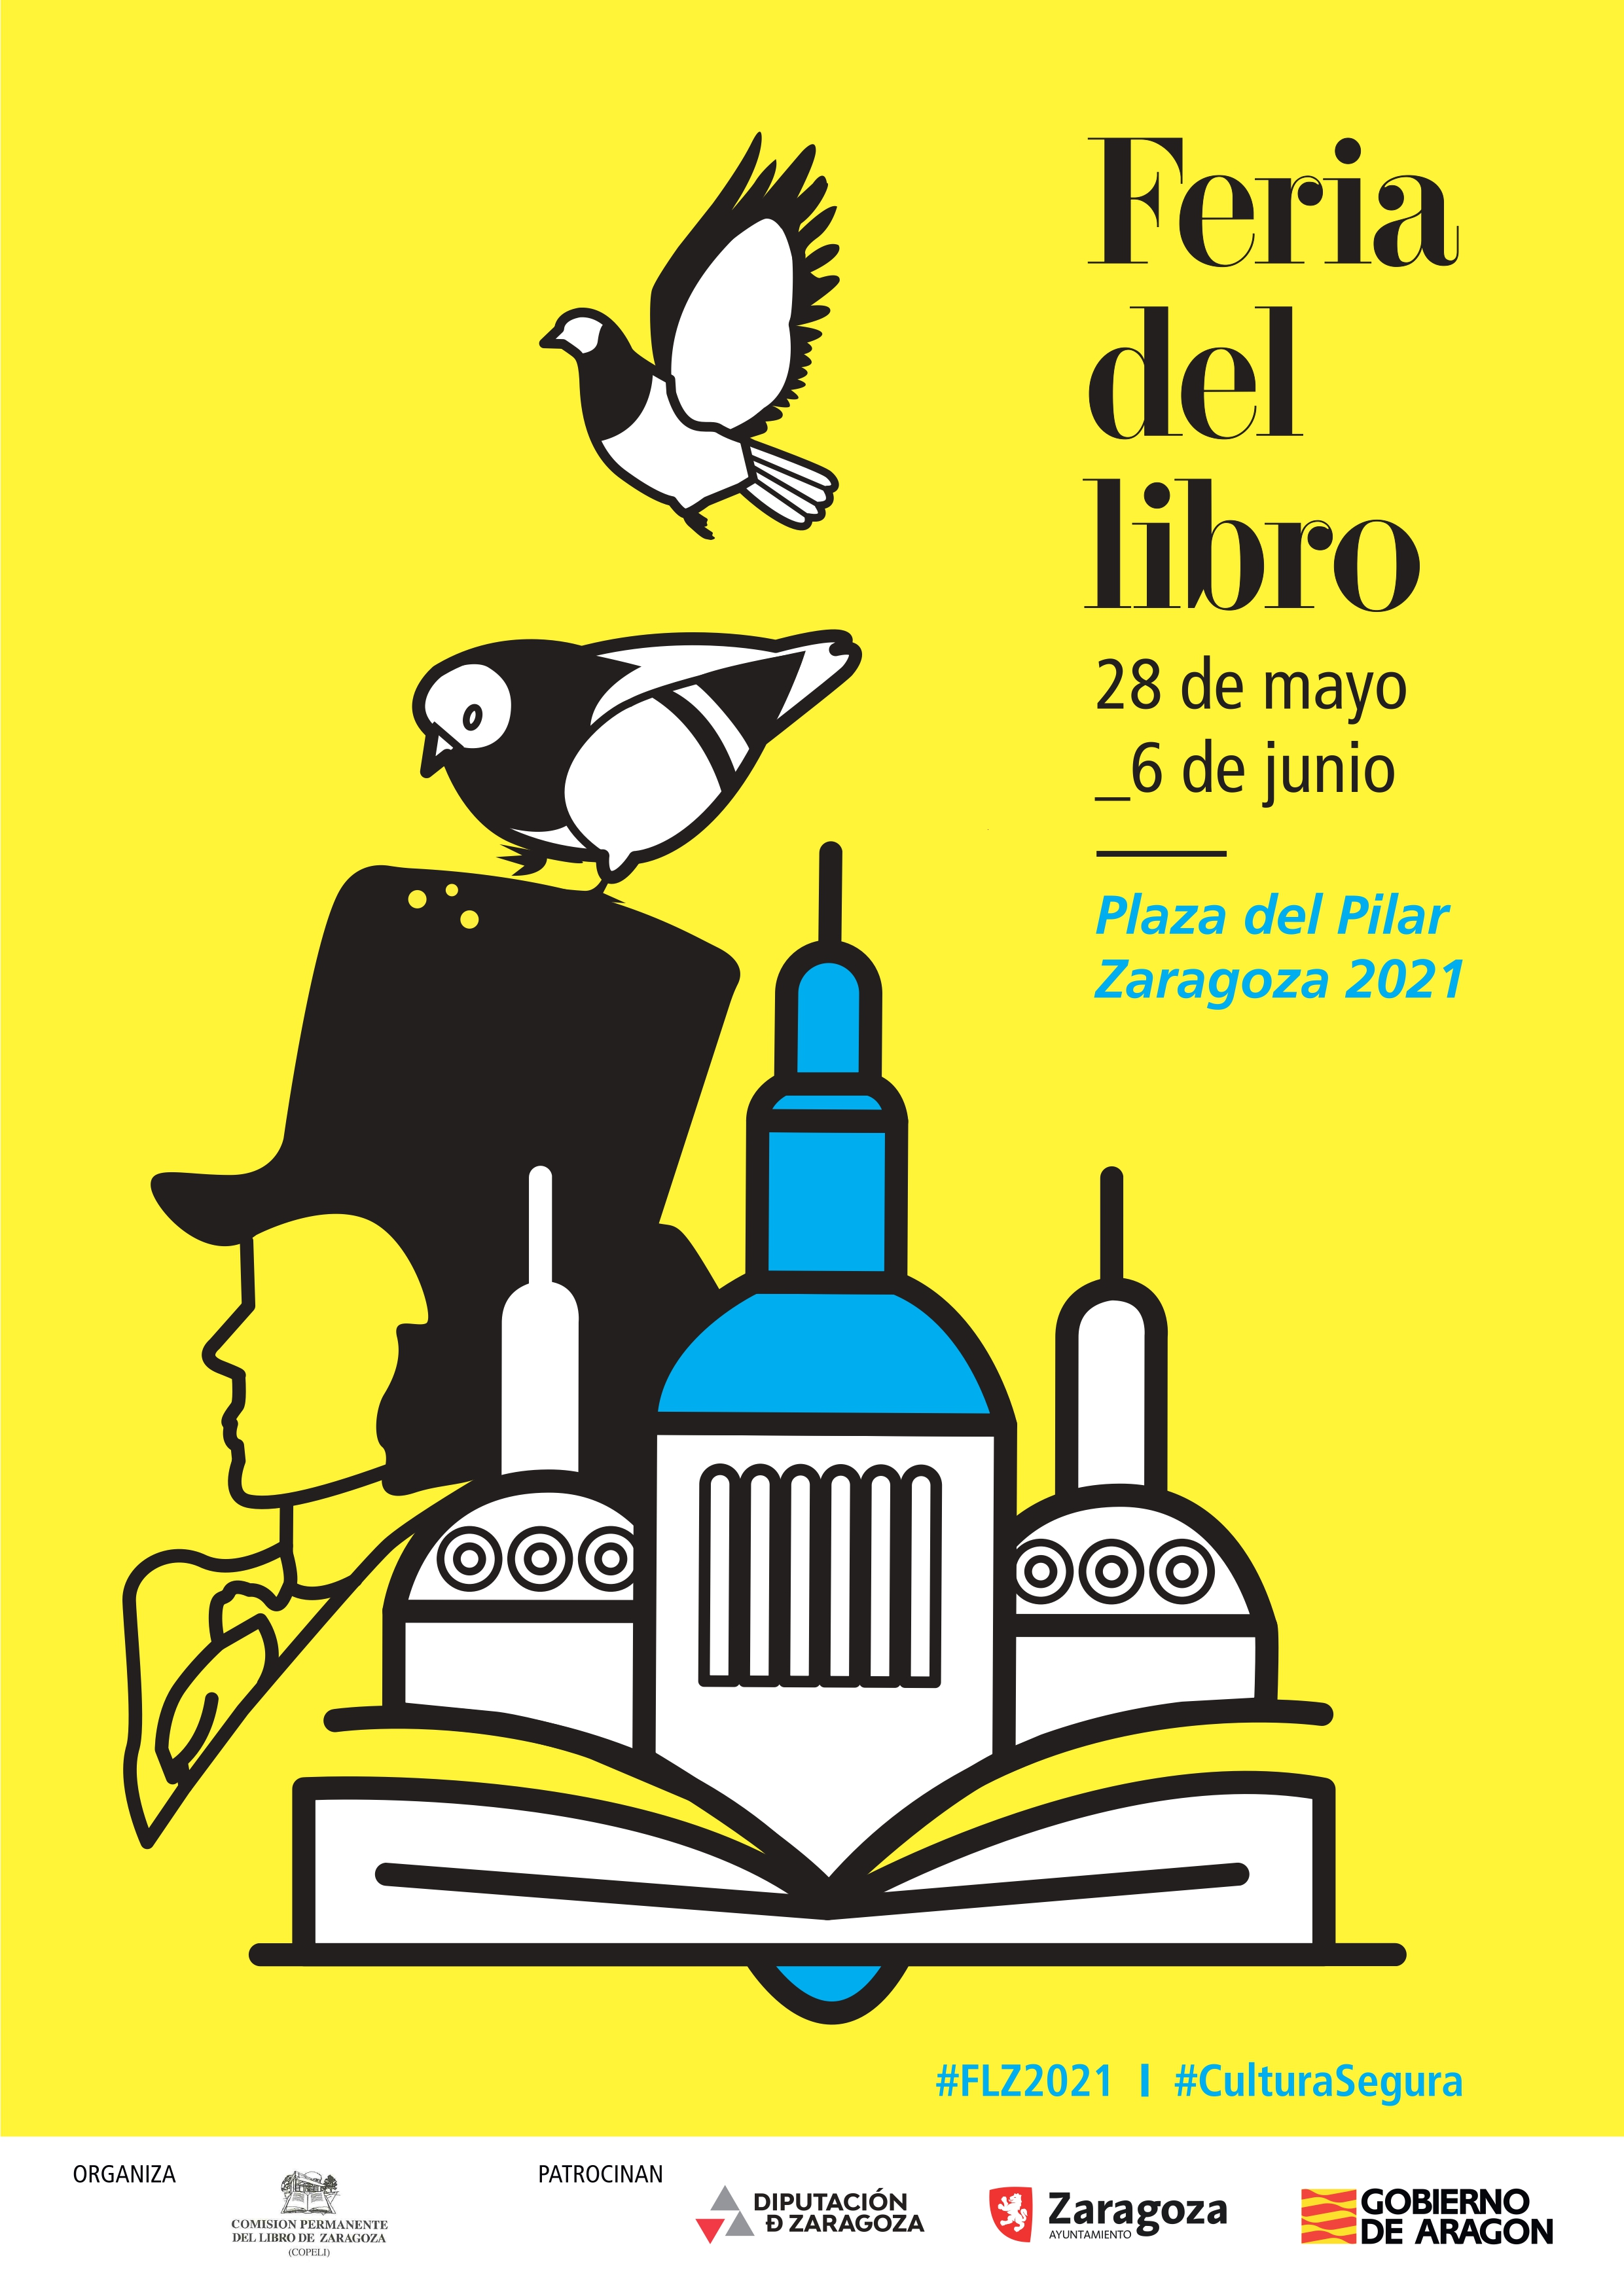 Feria
del
libro
28 de mayo
_6 de junio
Plaza del Pilar
Zaragoza 2021
#FLZ2021 I #CulturaSegura
ORGANIZA
COMISION PERMANENTE
DEL LIBRO DE ZARAGOZA
(COPELI)
PATROCINAN
DIPUTACIÓN
D ZARAGOZA
Zaragoza
AYUNTAMIENTO
GOBIERNO
DE ARAGON